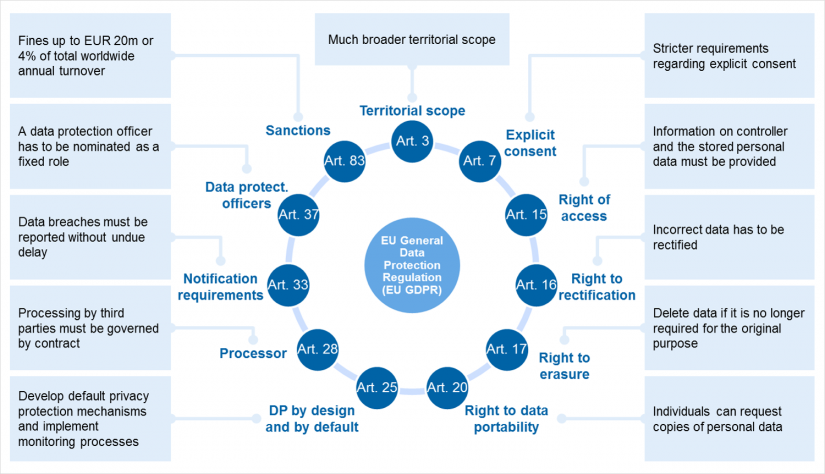 Fines up to EUR 20m or
4% of total worldwide
annual turnover
Much broader territorial scope
Stricter requirements
regarding explicit consent
Territorial scope
Art. 3
Sanctions
Art. 83
Explicit
consent
Art. 7
A data protection officer
has to be nominated as a
fixed role
Information on controller
and the stored personal
data must be provided
Data protect.
officers
Art. 37
Right of
access
Art. 15
Data breaches must be
reported without undue
delay
Incorrect data has to be
rectified
EU General
Data
Protection
Regulation
(EU GDPR)
Notification
requirements
Art. 33
Right to
rectification
Art. 16
Processing by third
parties must be governed
by contract
Delete data if it is no longer
required for the original
purpose
Processor
Art. 28
Right to
erasure
Art. 17
Art. 25
DP by design
and by default
Art. 20
Right to data
portability
Develop default privacy
protection mechanisms
and implement
monitoring processes
Individuals can request
copies of personal data